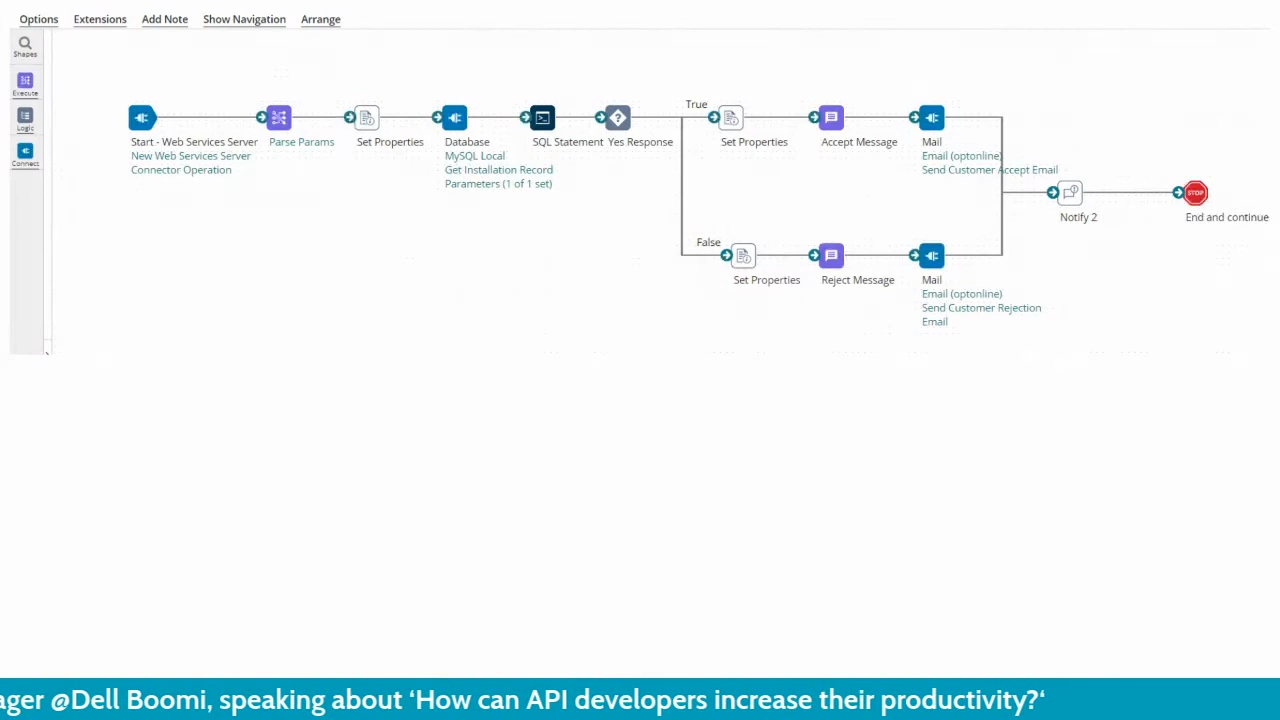 Options Extensions Add Note Show Navigation Arrange
Shapes
Execute
Logic
Connect
Start - Web Services Server
New Web Services Server
Connector Operation
Parse Params
Set Properties
Database
MySQL Local
Get Installation Record
Parameters (1 of 1 set)
SQL Statement
Yes Response
True
Set Properties
Accept Message
Mail
Email (optonline)
Send Customer Accept Email
False
Set Properties
Reject Message
Mail
Email (optonline)
Send Customer Rejection
Email
Notify 2
STOP
End and continue
ager @Dell Boomi, speaking about ‘How can API developers increase their productivity?‘